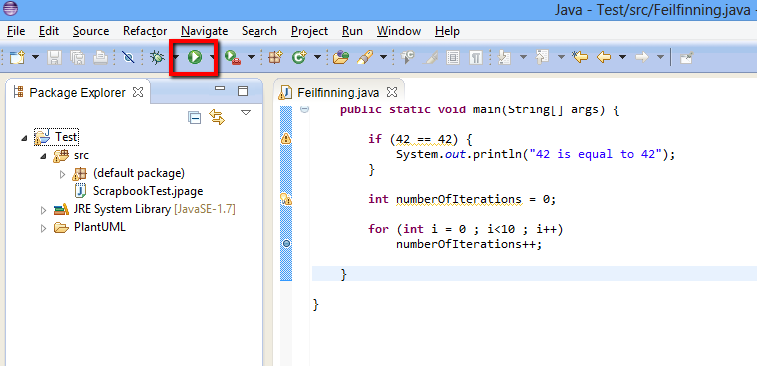 Java - Test/src/Feilfinning.java -
File Edit Source Refactor Navigate Search Project Run Window Help
Package Explorer
Test
src
(default package)
ScrapbookTest.jpage
JRE System Library [JavaSE-1.7]
PlantUML
Feilfinning.java
public static void main(String[] args) {
if (42 == 42) {
System.out.println("42 is equal to 42");
}
int numberOfIterations = 0;
for (int i = 0 ; i<10 ; i++)
numberOfIterations++;
}
}